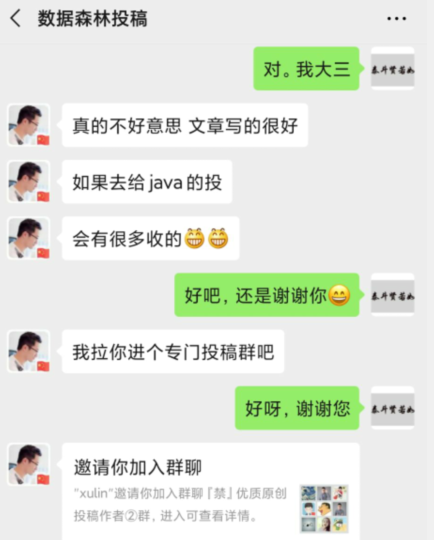 数据森林投稿
对。我大三
真的不好意思 文章写的很好
如果去给java的投
会有很多收的😁😁
好吧，还是谢谢你😄
我拉你进个专门投稿群吧
好呀，谢谢您
邀请你加入群聊
“xulin”邀请你加入群聊『禁』优质原创
投稿作者②群，进入可查看详情。